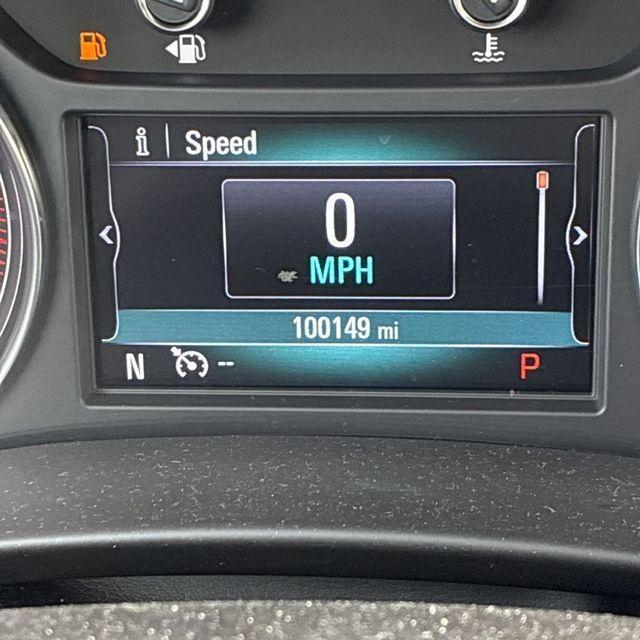 i | Speed
0
MPH
100149 mi
N -- P